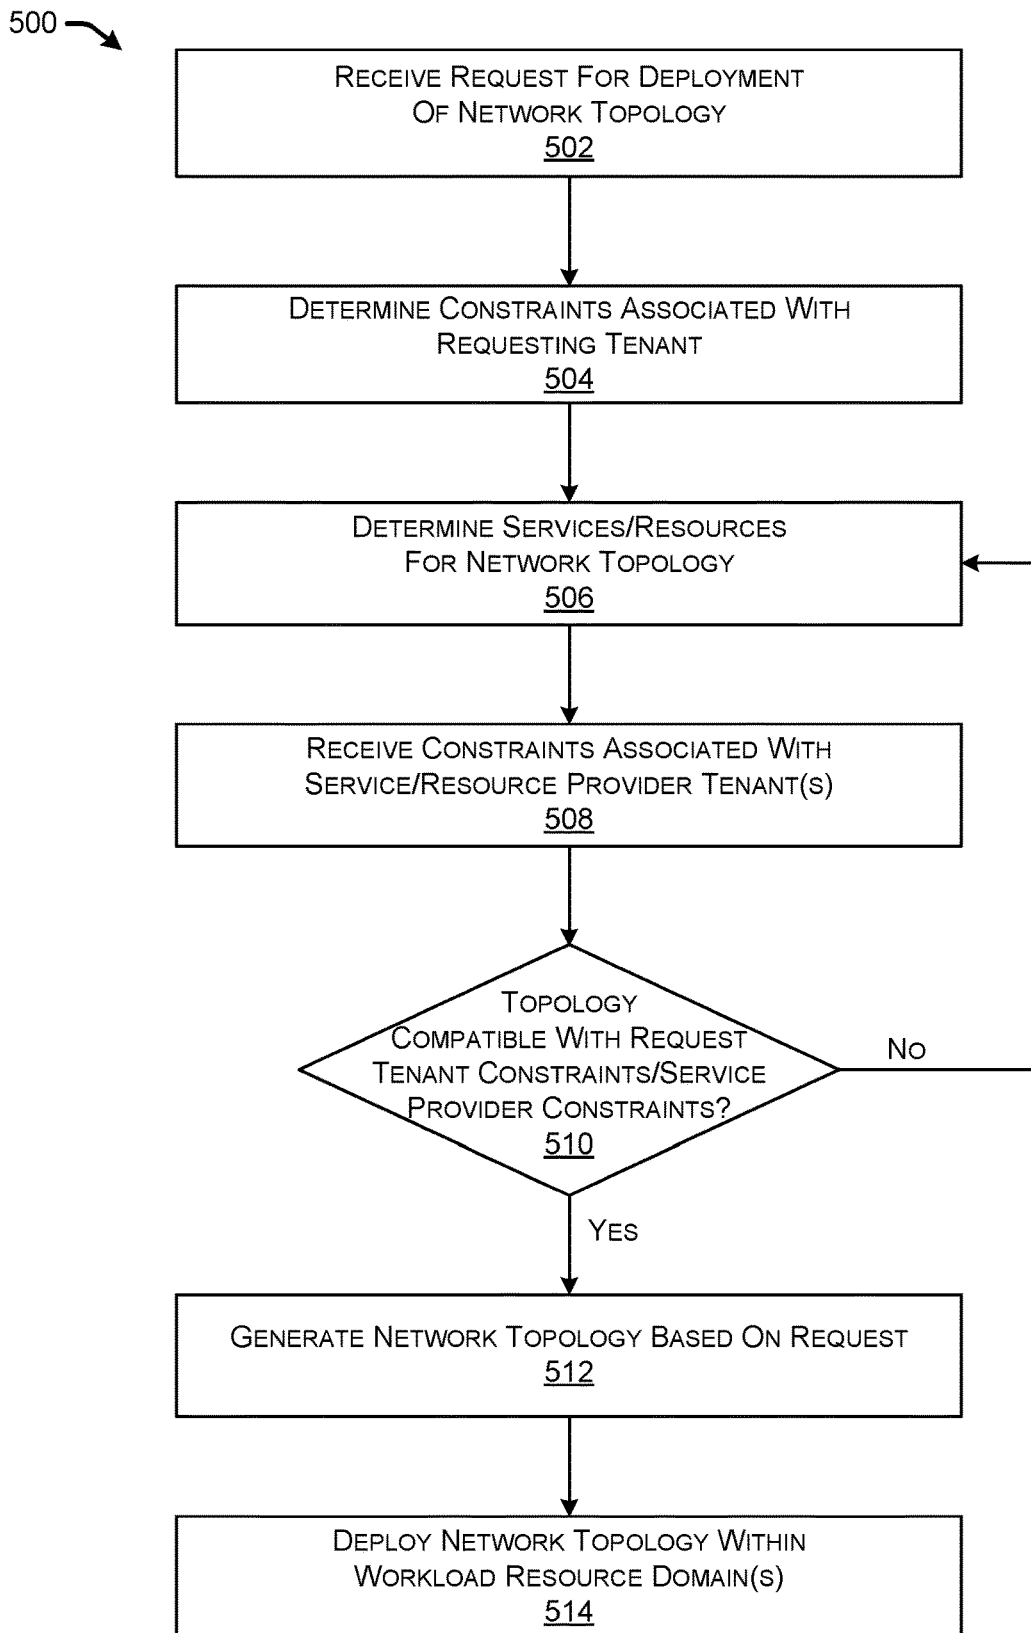 500
RECEIVE REQUEST FOR DEPLOYMENT
OF NETWORK TOPOLOGY
502
DETERMINE CONSTRAINTS ASSOCIATED WITH
REQUESTING TENANT
504
DETERMINE SERVICES/RESOURCES
FOR NETWORK TOPOLOGY
506
RECEIVE CONSTRAINTS ASSOCIATED WITH
SERVICE/RESOURCE PROVIDER TENANT(S)
508
TOPOLOGY
COMPATIBLE WITH REQUEST
TENANT CONSTRAINTS/SERVICE
PROVIDER CONSTRAINTS?
510
NO
YES
GENERATE NETWORK TOPOLOGY BASED ON REQUEST
512
DEPLOY NETWORK TOPOLOGY WITHIN
WORKLOAD RESOURCE DOMAIN(S)
514